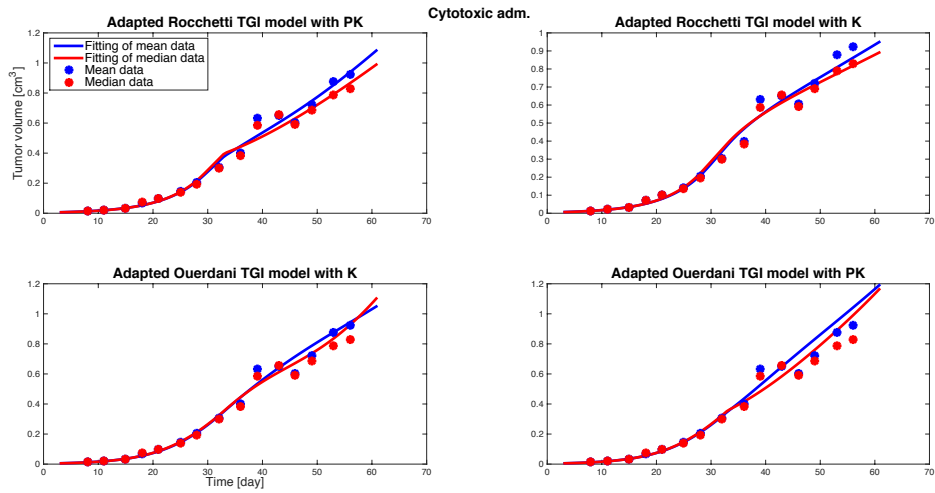 Cytotoxic adm.
Adapted Rocchetti TGI model with PK
Tumor volume [cm³]
1.2
1
0.8
0.6
0.4
0.2
0
0 10 20 30 40 50 60 70
Fitting of mean data
Fitting of median data
Mean data
Median data
Adapted Rocchetti TGI model with K
1
0.9
0.8
0.7
0.6
0.5
0.4
0.3
0.2
0.1
0
0 10 20 30 40 50 60 70
Adapted Ouerdani TGI model with K
1.2
1
0.8
0.6
0.4
0.2
0
0 10 20 30 40 50 60 70
Time [day]
Adapted Ouerdani TGI model with PK
1.2
1
0.8
0.6
0.4
0.2
0
0 10 20 30 40 50 60 70